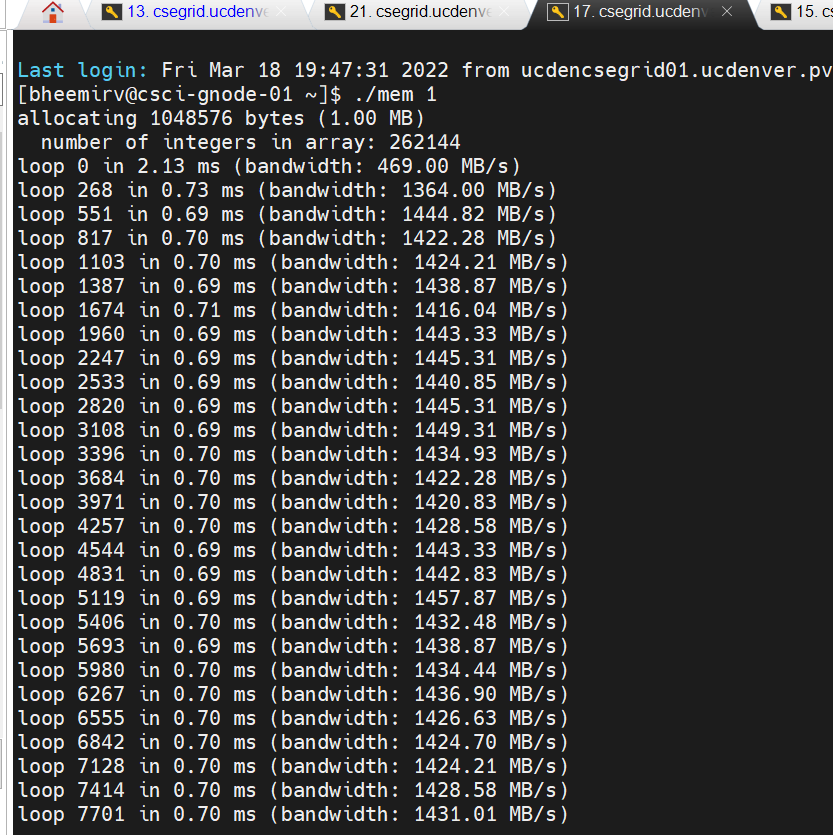 13. csegrid.ucdenve
21. csegrid.ucdenve
17. csegrid.ucdenv
15. cs
Last login: Fri Mar 18 19:47:31 2022 from ucdencsegrid01.ucdenver.pv
[bheemirv@csci-gnode-01 ~]$ ./mem 1
allocating 1048576 bytes (1.00 MB)
  number of integers in array: 262144
loop 0 in 2.13 ms (bandwidth: 469.00 MB/s)
loop 268 in 0.73 ms (bandwidth: 1364.00 MB/s)
loop 551 in 0.69 ms (bandwidth: 1444.82 MB/s)
loop 817 in 0.70 ms (bandwidth: 1422.28 MB/s)
loop 1103 in 0.70 ms (bandwidth: 1424.21 MB/s)
loop 1387 in 0.69 ms (bandwidth: 1438.87 MB/s)
loop 1674 in 0.71 ms (bandwidth: 1416.04 MB/s)
loop 1960 in 0.69 ms (bandwidth: 1443.33 MB/s)
loop 2247 in 0.69 ms (bandwidth: 1445.31 MB/s)
loop 2533 in 0.69 ms (bandwidth: 1440.85 MB/s)
loop 2820 in 0.69 ms (bandwidth: 1445.31 MB/s)
loop 3108 in 0.69 ms (bandwidth: 1449.31 MB/s)
loop 3396 in 0.70 ms (bandwidth: 1434.93 MB/s)
loop 3684 in 0.70 ms (bandwidth: 1422.28 MB/s)
loop 3971 in 0.70 ms (bandwidth: 1420.83 MB/s)
loop 4257 in 0.70 ms (bandwidth: 1428.58 MB/s)
loop 4544 in 0.69 ms (bandwidth: 1443.33 MB/s)
loop 4831 in 0.69 ms (bandwidth: 1442.83 MB/s)
loop 5119 in 0.69 ms (bandwidth: 1457.87 MB/s)
loop 5406 in 0.70 ms (bandwidth: 1432.48 MB/s)
loop 5693 in 0.69 ms (bandwidth: 1438.87 MB/s)
loop 5980 in 0.70 ms (bandwidth: 1434.44 MB/s)
loop 6267 in 0.70 ms (bandwidth: 1436.90 MB/s)
loop 6555 in 0.70 ms (bandwidth: 1426.63 MB/s)
loop 6842 in 0.70 ms (bandwidth: 1424.70 MB/s)
loop 7128 in 0.70 ms (bandwidth: 1424.21 MB/s)
loop 7414 in 0.70 ms (bandwidth: 1428.58 MB/s)
loop 7701 in 0.70 ms (bandwidth: 1431.01 MB/s)